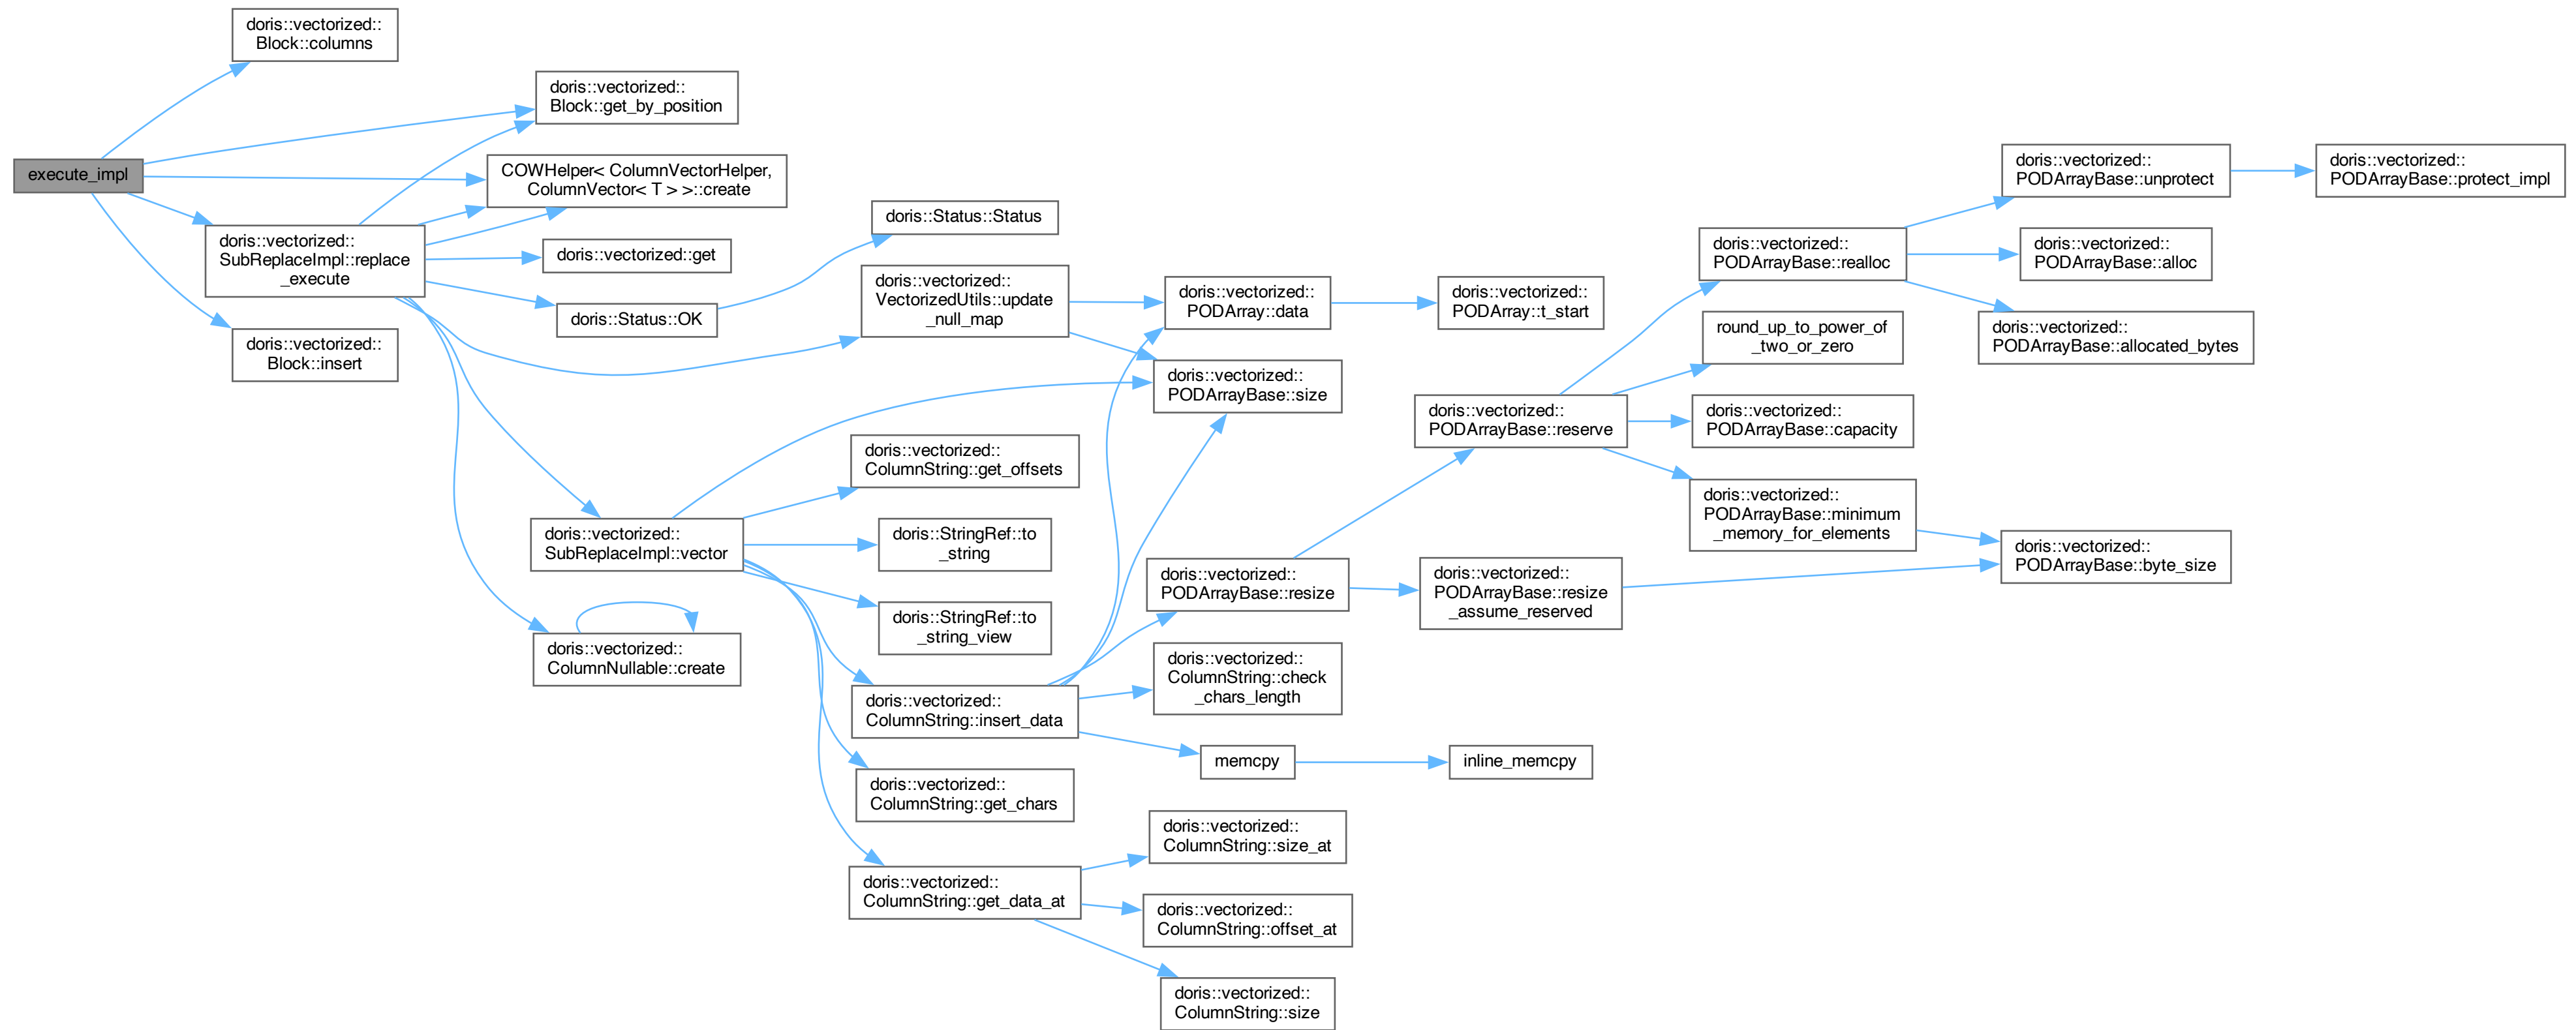 execute_impl
doris::vectorized::
Block::columns
doris::vectorized::
Block::get_by_position
COWHelper< ColumnVectorHelper,
ColumnVector< T > >::create
doris::vectorized::
SubReplaceImpl::replace
_execute
doris::vectorized::
Block::insert
doris::vectorized::get
doris::Status::OK
doris::Status::Status
doris::vectorized::
VectorizedUtils::update
_null_map
doris::vectorized::
SubReplaceImpl::vector
doris::vectorized::
ColumnNullable::create
doris::vectorized::
ColumnString::get_offsets
doris::StringRef::to
_string
doris::StringRef::to
_string_view
doris::vectorized::
ColumnString::insert_data
doris::vectorized::
ColumnString::get_chars
doris::vectorized::
ColumnString::get_data_at
doris::vectorized::
PODArray::data
doris::vectorized::
PODArrayBase::size
doris::vectorized::
PODArray::t_start
doris::vectorized::
PODArrayBase::resize
doris::vectorized::
ColumnString::check
_chars_length
memcpy
inline_memcpy
doris::vectorized::
ColumnString::size_at
doris::vectorized::
ColumnString::offset_at
doris::vectorized::
ColumnString::size
doris::vectorized::
PODArrayBase::reserve
doris::vectorized::
PODArrayBase::resize
_assume_reserved
doris::vectorized::
PODArrayBase::realloc
round_up_to_power_of
_two_or_zero
doris::vectorized::
PODArrayBase::capacity
doris::vectorized::
PODArrayBase::minimum
_memory_for_elements
doris::vectorized::
PODArrayBase::unprotect
doris::vectorized::
PODArrayBase::alloc
doris::vectorized::
PODArrayBase::allocated_bytes
doris::vectorized::
PODArrayBase::byte_size
doris::vectorized::
PODArrayBase::protect_impl